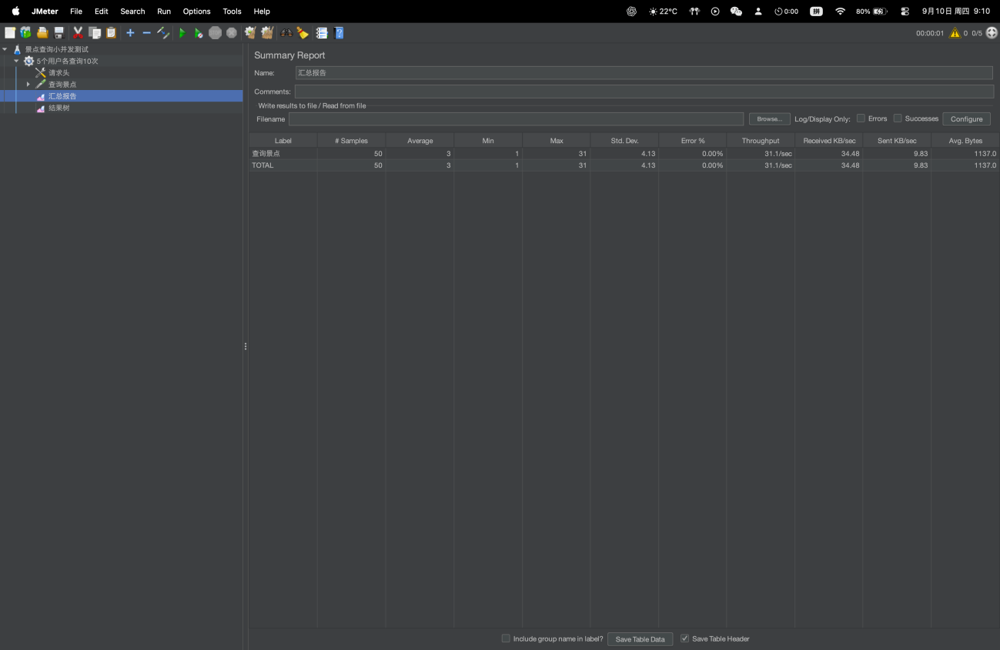 JMeter File Edit Search Run Options Tools Help 22°C 0:00 拼 80% 9月10日 周四 9:10
00:00:01 0 0/5
景点查询小并发测试
5个用户各查询10次
请求头
查询景点
汇总报告
结果树
Summary Report
Name: 汇总报告
Comments:
Write results to file / Read from file
Filename Browse... Log/Display Only: Errors Successes Configure
Label # Samples Average Min Max Std. Dev. Error % Throughput Received KB/sec Sent KB/sec Avg. Bytes
查询景点 50 3 1 31 4.13 0.00% 31.1/sec 34.48 9.83 1137.0
TOTAL 50 3 1 31 4.13 0.00% 31.1/sec 34.48 9.83 1137.0
Include group name in label? Save Table Data Save Table Header